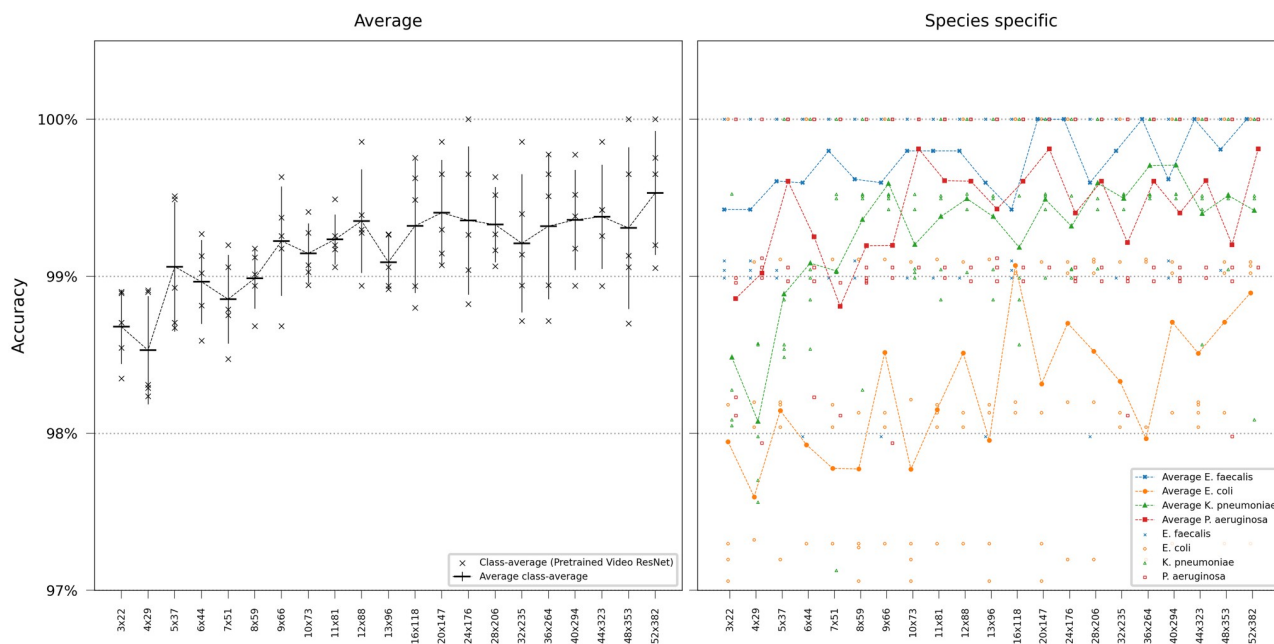 Average
Species specific
Accuracy
100%
99%
98%
97%
3x22
4x29
5x37
6x44
7x51
8x59
9x66
10x73
11x81
12x88
13x96
16x118
20x147
24x176
28x206
32x235
36x264
40x294
44x323
48x353
52x382
Class-average (Pretrained Video ResNet)
Average class-average
3x22
4x29
5x37
6x44
7x51
8x59
9x66
10x73
11x81
12x88
13x96
16x118
20x147
24x176
28x206
32x235
36x264
40x294
44x323
48x353
52x382
Average E. faecalis
Average E. coli
Average K. pneumoniae
Average P. aeruginosa
E. faecalis
E. coli
K. pneumoniae
P. aeruginosa